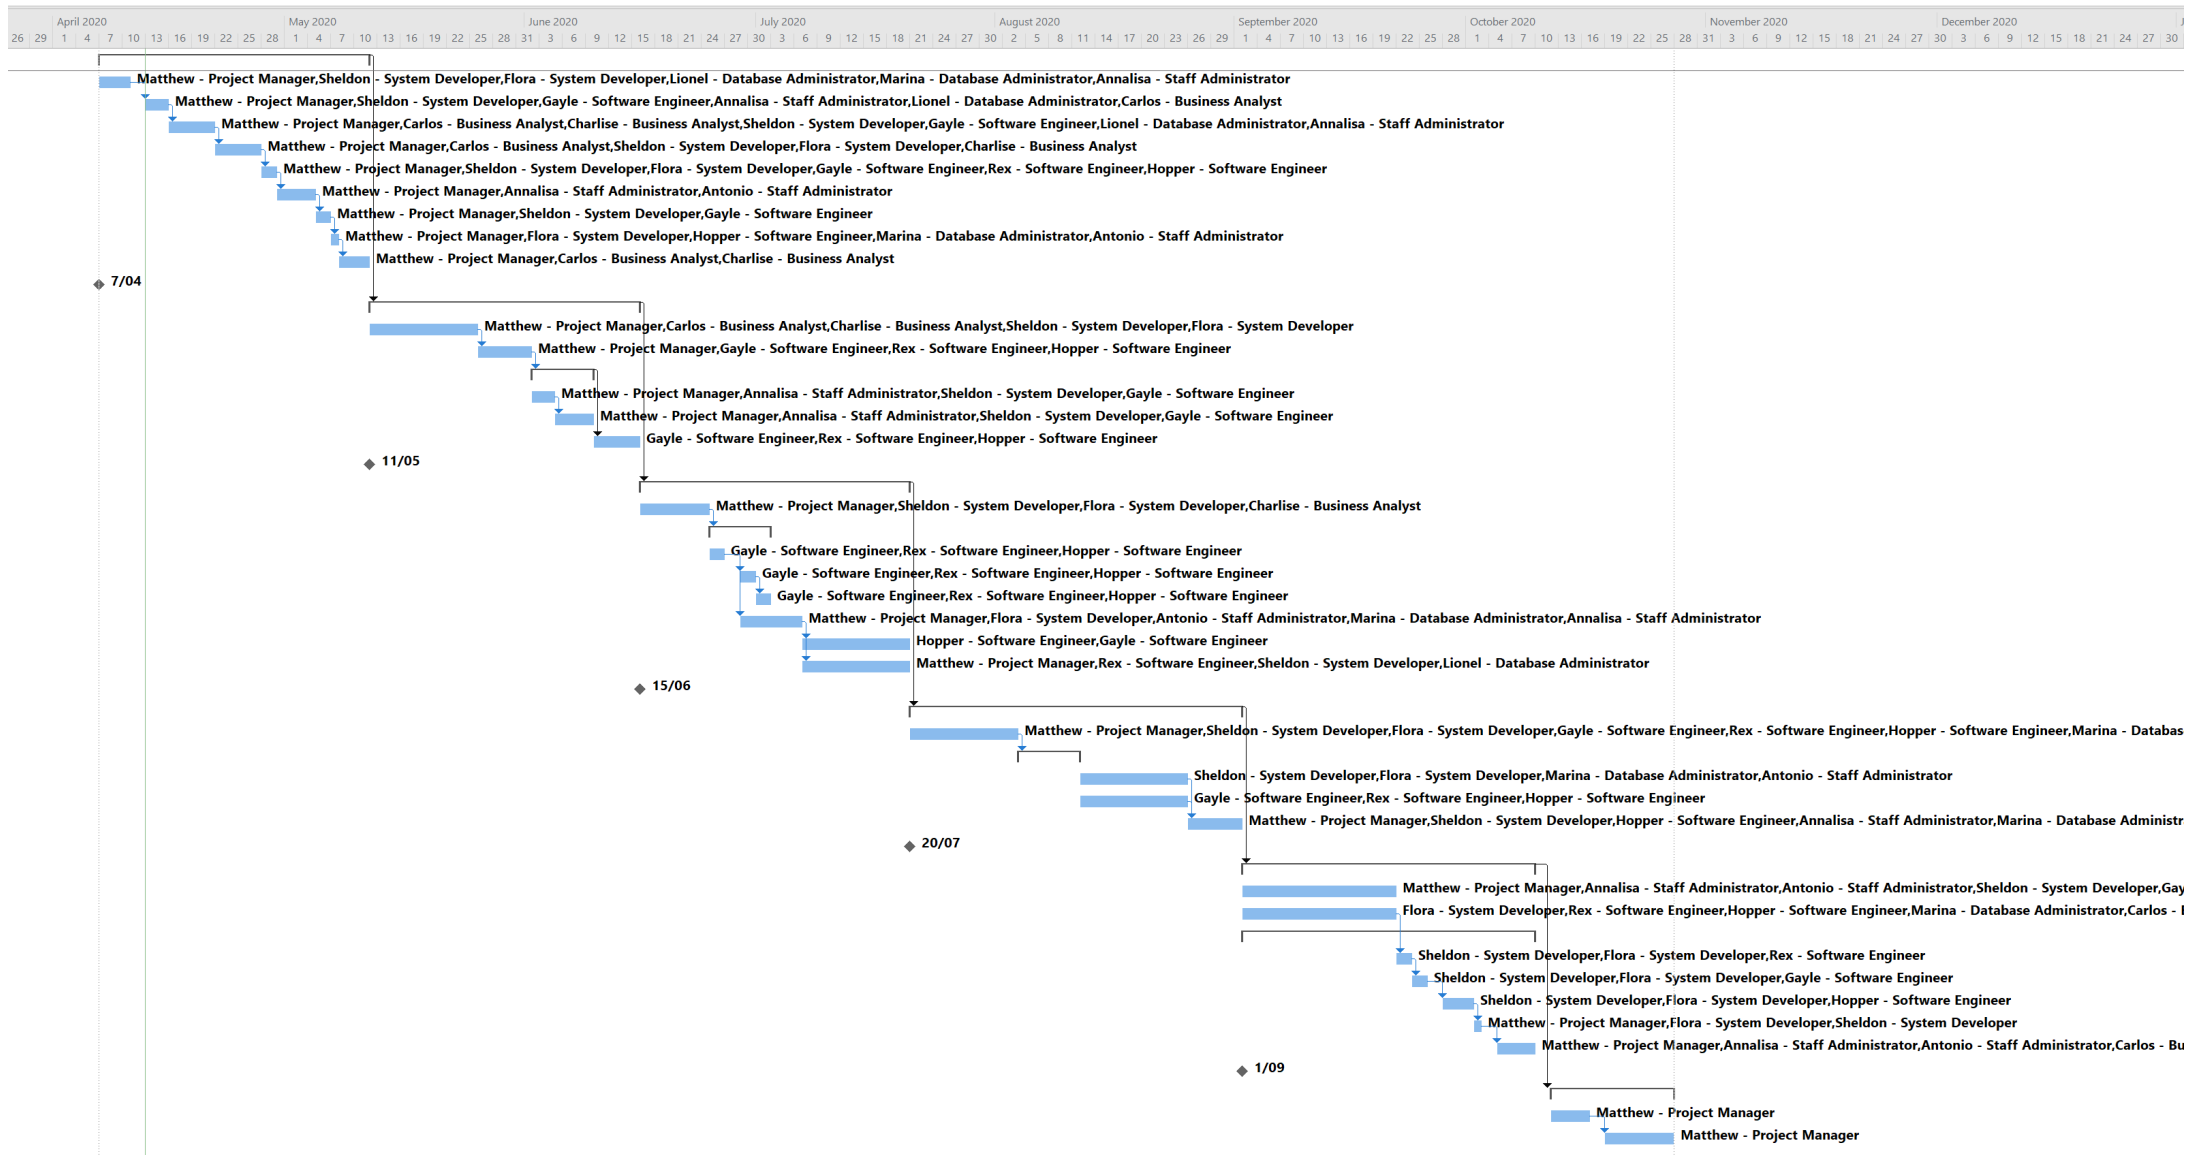 April 2020 May 2020 June 2020 July 2020 August 2020 September 2020 October 2020 November 2020 December 2020
26 29 1 4 7 10 13 16 19 22 25 28 1 4 7 10 13 16 19 22 25 28 31 3 6 9 12 15 18 21 24 27 30 3 6 9 12 15 18 21 24 27 30 2 5 8 11 14 17 20 23 26 29 1 4 7 10 13 16 19 22 25 28 1 4 7 10 13 16 19 22 25 28 31 3 6 9 12 15 18 21 24 27 30 3 6 9 12 15 18 21 24 27 30
Matthew - Project Manager,Sheldon - System Developer,Flora - System Developer,Lionel - Database Administrator,Marina - Database Administrator,Annalisa - Staff Administrator
Matthew - Project Manager,Sheldon - System Developer,Gayle - Software Engineer,Annalisa - Staff Administrator,Lionel - Database Administrator,Carlos - Business Analyst
Matthew - Project Manager,Carlos - Business Analyst,Charlise - Business Analyst,Sheldon - System Developer,Gayle - Software Engineer,Lionel - Database Administrator,Annalisa - Staff Administrator
Matthew - Project Manager,Carlos - Business Analyst,Sheldon - System Developer,Flora - System Developer,Charlise - Business Analyst
Matthew - Project Manager,Sheldon - System Developer,Flora - System Developer,Gayle - Software Engineer,Rex - Software Engineer,Hopper - Software Engineer
Matthew - Project Manager,Annalisa - Staff Administrator,Antonio - Staff Administrator
Matthew - Project Manager,Sheldon - System Developer,Gayle - Software Engineer
Matthew - Project Manager,Flora - System Developer,Hopper - Software Engineer,Marina - Database Administrator,Antonio - Staff Administrator
Matthew - Project Manager,Carlos - Business Analyst,Charlise - Business Analyst
7/04
Matthew - Project Manager,Carlos - Business Analyst,Charlise - Business Analyst,Sheldon - System Developer,Flora - System Developer
Matthew - Project Manager,Gayle - Software Engineer,Rex - Software Engineer,Hopper - Software Engineer
Matthew - Project Manager,Annalisa - Staff Administrator,Sheldon - System Developer,Gayle - Software Engineer
Matthew - Project Manager,Annalisa - Staff Administrator,Sheldon - System Developer,Gayle - Software Engineer
Gayle - Software Engineer,Rex - Software Engineer,Hopper - Software Engineer
11/05
Matthew - Project Manager,Sheldon - System Developer,Flora - System Developer,Charlise - Business Analyst
Gayle - Software Engineer,Rex - Software Engineer,Hopper - Software Engineer
Gayle - Software Engineer,Rex - Software Engineer,Hopper - Software Engineer
Gayle - Software Engineer,Rex - Software Engineer,Hopper - Software Engineer
Matthew - Project Manager,Flora - System Developer,Antonio - Staff Administrator,Marina - Database Administrator,Annalisa - Staff Administrator
Hopper - Software Engineer,Gayle - Software Engineer
Matthew - Project Manager,Rex - Software Engineer,Sheldon - System Developer,Lionel - Database Administrator
15/06
Matthew - Project Manager,Sheldon - System Developer,Flora - System Developer,Gayle - Software Engineer,Rex - Software Engineer,Hopper - Software Engineer,Marina - Databas
Sheldon - System Developer,Flora - System Developer,Marina - Database Administrator,Antonio - Staff Administrator
Gayle - Software Engineer,Rex - Software Engineer,Hopper - Software Engineer
Matthew - Project Manager,Sheldon - System Developer,Hopper - Software Engineer,Annalisa - Staff Administrator,Marina - Database Administr
20/07
Matthew - Project Manager,Annalisa - Staff Administrator,Antonio - Staff Administrator,Sheldon - System Developer,Gay
Flora - System Developer,Rex - Software Engineer,Hopper - Software Engineer,Marina - Database Administrator,Carlos -
Sheldon - System Developer,Flora - System Developer,Rex - Software Engineer
Sheldon - System Developer,Flora - System Developer,Gayle - Software Engineer
Sheldon - System Developer,Flora - System Developer,Hopper - Software Engineer
Matthew - Project Manager,Flora - System Developer,Sheldon - System Developer
Matthew - Project Manager,Annalisa - Staff Administrator,Antonio - Staff Administrator,Carlos - Bu
1/09
Matthew - Project Manager
Matthew - Project Manager